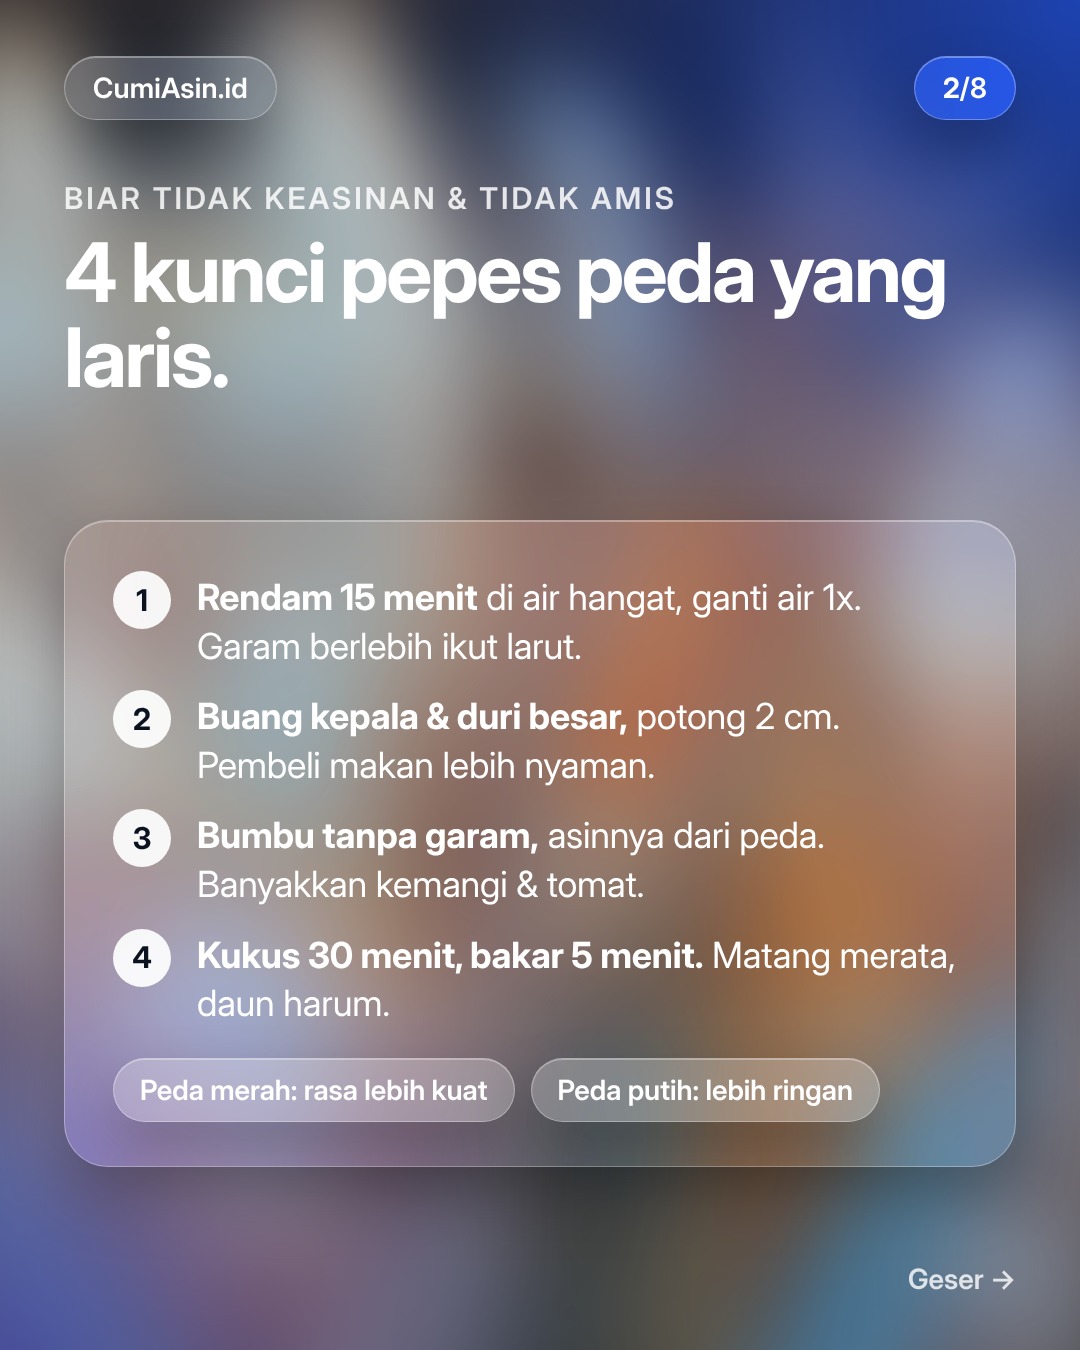 CumiAsin.id
2/8
BIAR TIDAK KEASINAN & TIDAK AMIS
4 kunci pepes peda yang
laris.
1 Rendam 15 menit di air hangat, ganti air 1x.
Garam berlebih ikut larut.
2 Buang kepala & duri besar, potong 2 cm.
Pembeli makan lebih nyaman.
3 Bumbu tanpa garam, asinnya dari peda.
Banyakkan kemangi & tomat.
4 Kukus 30 menit, bakar 5 menit. Matang merata,
daun harum.
Peda merah: rasa lebih kuat
Peda putih: lebih ringan
Geser →